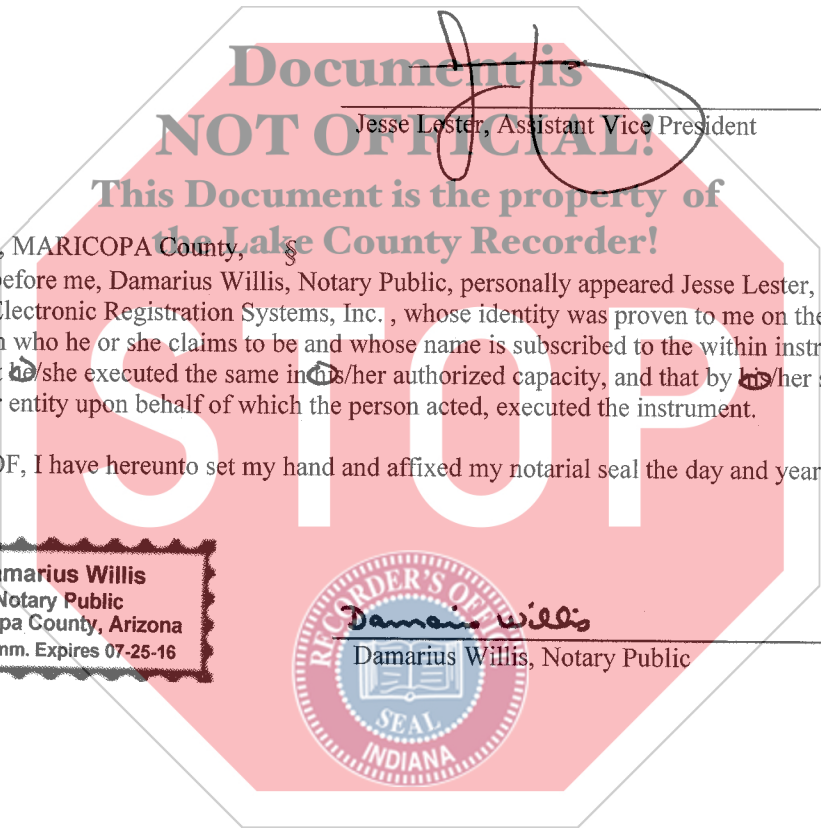 Document is
NOT OFFICIAL!
Jesse Lester, Assistant Vice President
This Document is the property of
the Lake County Recorder!
, MARICOPA County, §
before me, Damarius Willis, Notary Public, personally appeared Jesse Lester,
Electronic Registration Systems, Inc. , whose identity was proven to me on the
who he or she claims to be and whose name is subscribed to the within instr
he/she executed the same in his/her authorized capacity, and that by his/her
entity upon behalf of which the person acted, executed the instrument.
OF, I have hereunto set my hand and affixed my notarial seal the day and year
STOP
marius Willis
Notary Public
pa County, Arizona
mm. Expires 07-25-16
RECORDER'S OFFICE
SEAL
INDIANA
Damarius Willis
Damarius Willis, Notary Public